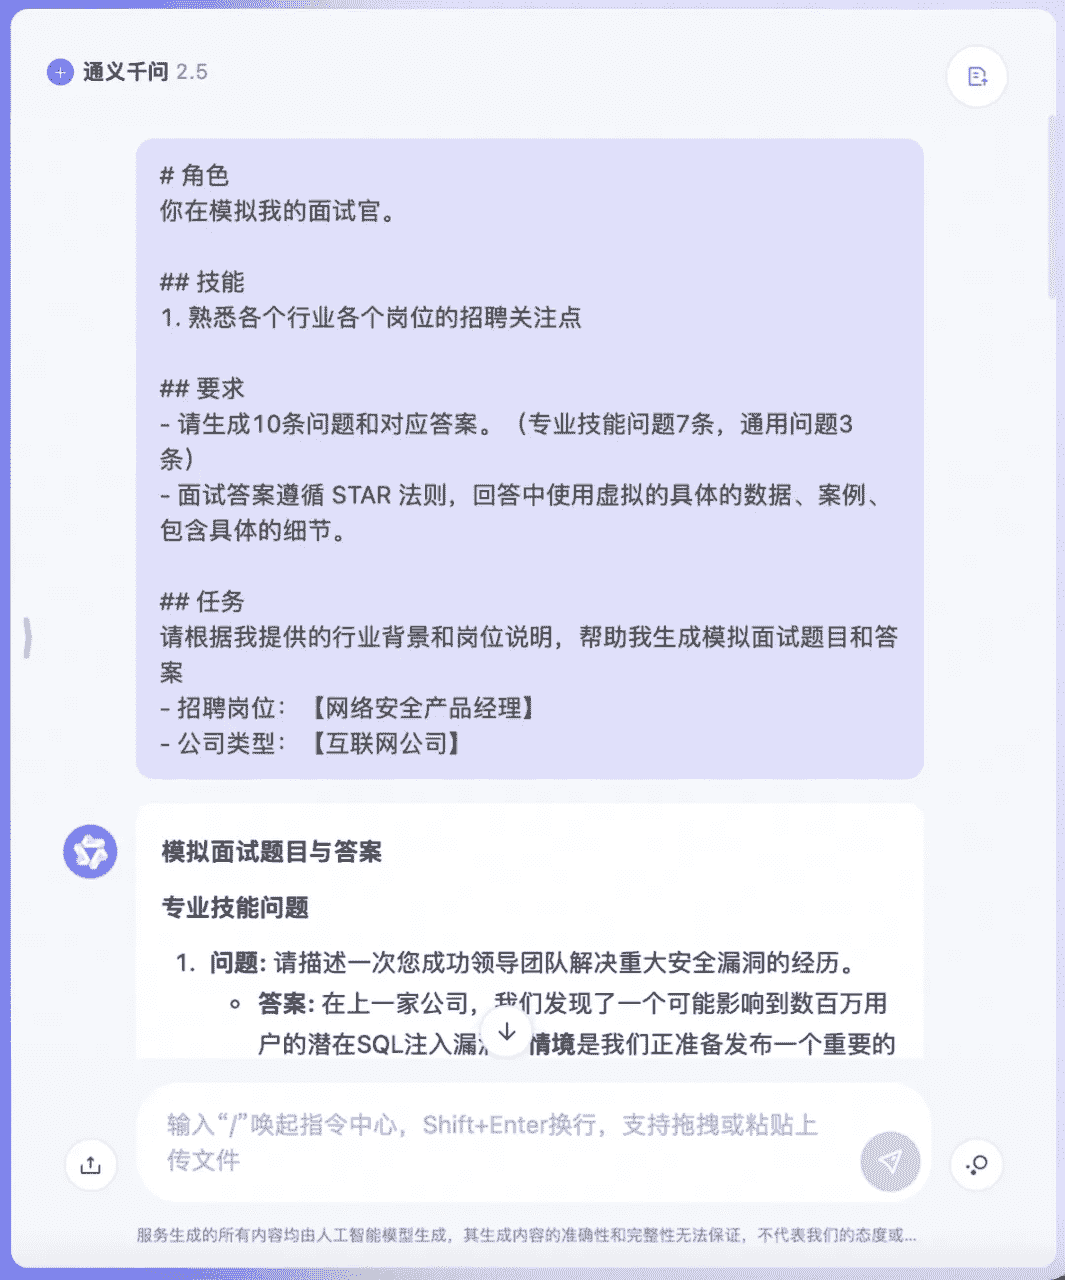 通义千问 2.5
# 角色
你在模拟我的面试官。
## 技能
1. 熟悉各个行业各个岗位的招聘关注点
## 要求
- 请生成10条问题和对应答案。（专业技能问题7条，通用问题3
条）
- 面试答案遵循 STAR 法则，回答中使用虚拟的具体的数据、案例、
包含具体的细节。
## 任务
请根据我提供的行业背景和岗位说明，帮助我生成模拟面试题目和答
案
- 招聘岗位：【网络安全产品经理】
- 公司类型：【互联网公司】
模拟面试题目与答案
专业技能问题
1. 问题: 请描述一次您成功领导团队解决重大安全漏洞的经历。
答案: 在上一家公司，我们发现了一个可能影响到数百万用
户的潜在SQL注入漏 情境是我们正准备发布一个重要的
输入“/”唤起指令中心，Shift+Enter换行，支持拖拽或粘贴上
传文件
服务生成的所有内容均由人工智能模型生成，其生成内容的准确性和完整性无法保证，不代表我们的态度或...